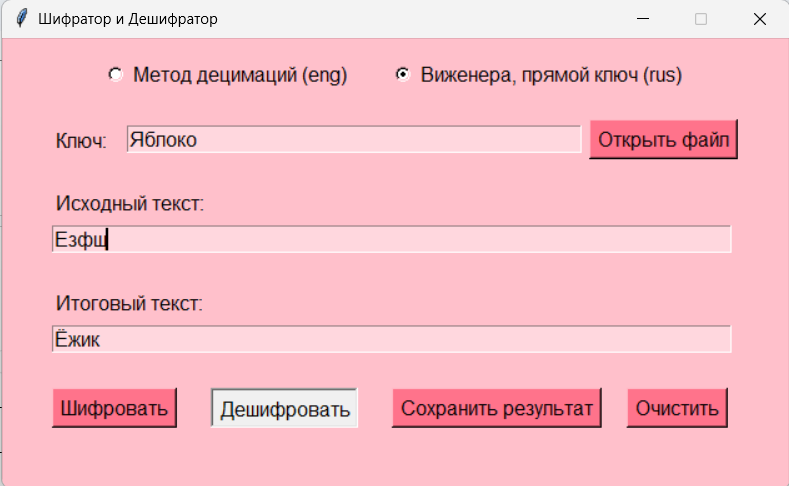 Шифратор и Дешифратор
Метод децимаций (eng) Виженера, прямой ключ (rus)
Ключ: Яблоко Открыть файл
Исходный текст:
Езфщ
Итоговый текст:
Ёжик
Шифровать Дешифровать Сохранить результат Очистить